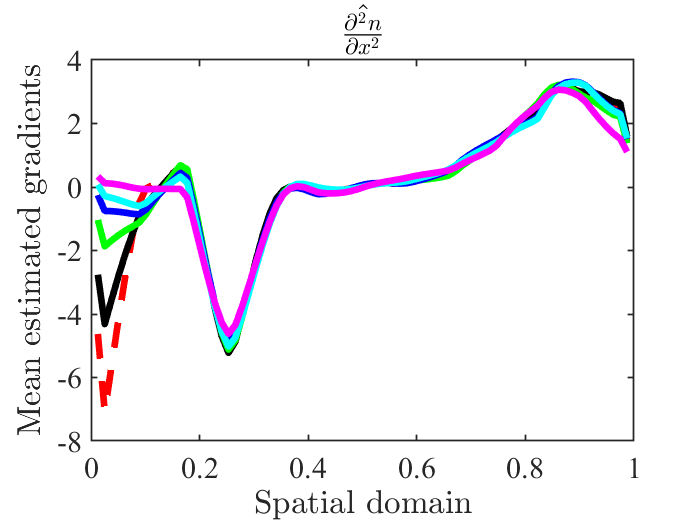 ∂̂²n
∂x²
4
2
0
-2
-4
-6
-8
Mean estimated gradients
0 0.2 0.4 0.6 0.8 1
Spatial domain